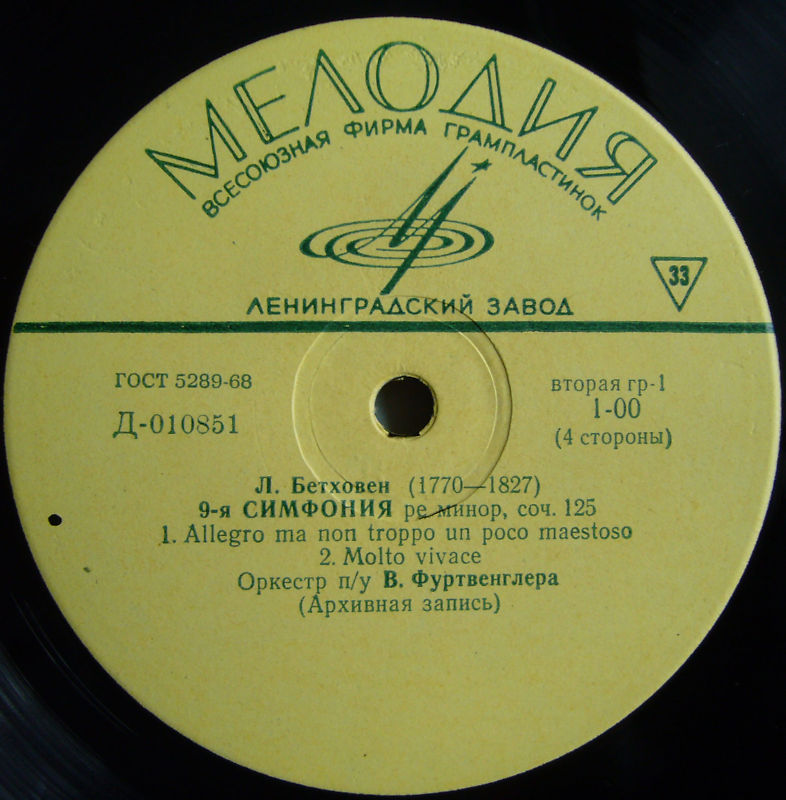 МЕЛОДИЯ
ВСЕСОЮЗНАЯ ФИРМА ГРАМПЛАСТИНОК
33
ЛЕНИНГРАДСКИЙ ЗАВОД
ГОСТ 5289-68
вторая гр-1
Д-010851
1-00
(4 стороны)
Л. Бетховен (1770—1827)
9-я СИМФОНИЯ ре минор, соч. 125
1. Allegro ma non troppo un poco maestoso
2. Molto vivace
Оркестр п/у В. Фуртвенглера
(Архивная запись)